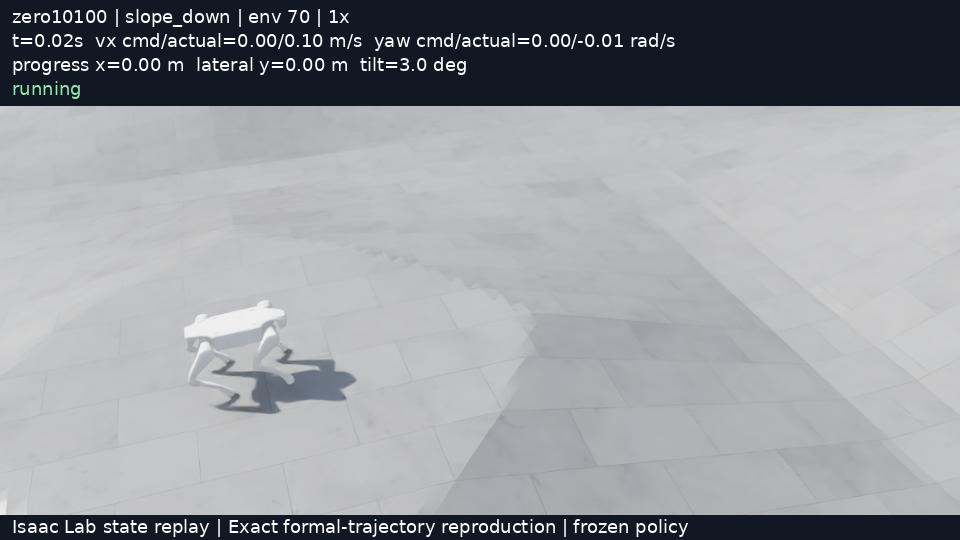 zero10100 | slope_down | env 70 | 1x
t=0.02s  vx cmd/actual=0.00/0.10 m/s  yaw cmd/actual=0.00/-0.01 rad/s
progress x=0.00 m  lateral y=0.00 m  tilt=3.0 deg
running
Isaac Lab state replay | Exact formal-trajectory reproduction | frozen policy